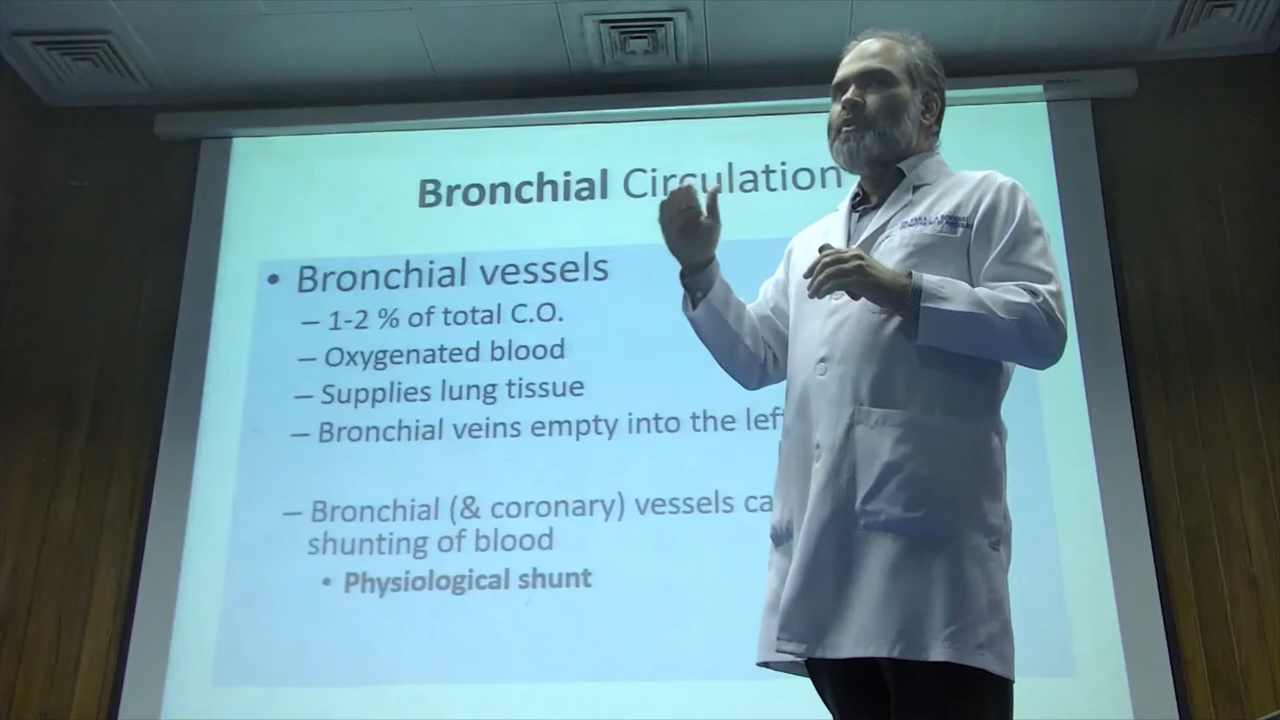 Bronchial Circulation
• Bronchial vessels
– 1-2 % of total C.O.
– Oxygenated blood
– Supplies lung tissue
– Bronchial veins empty into the lef
– Bronchial (& coronary) vessels ca
shunting of blood
• Physiological shunt